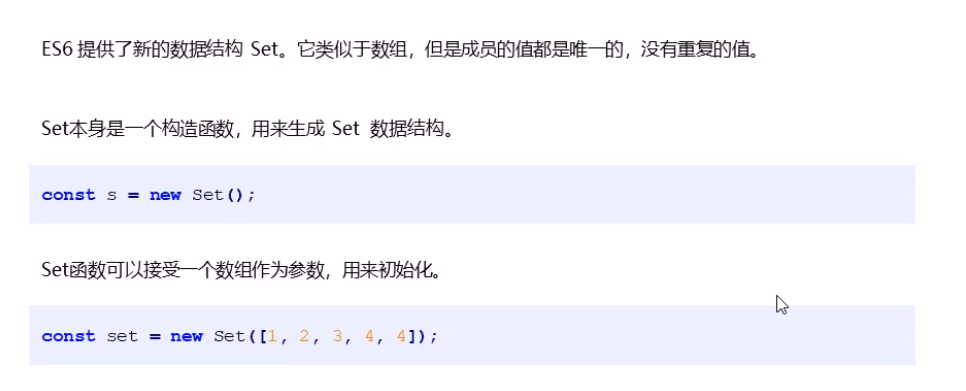 ES6 提供了新的数据结构 Set。它类似于数组，但是成员的值都是唯一的，没有重复的值。
Set本身是一个构造函数，用来生成 Set 数据结构。
const s = new Set();
Set函数可以接受一个数组作为参数，用来初始化。
const set = new Set([1, 2, 3, 4, 4]);